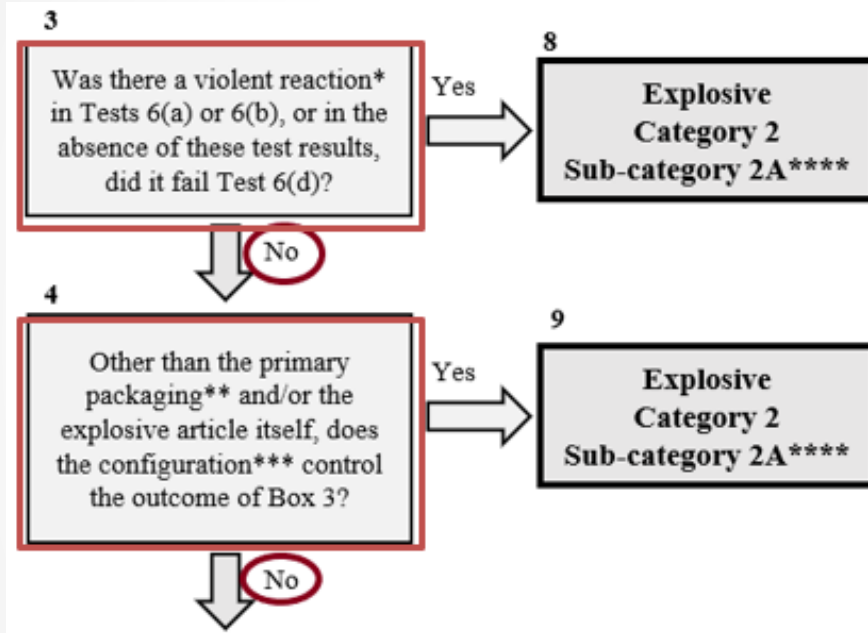 3
Was there a violent reaction*
in Tests 6(a) or 6(b), or in the
absence of these test results,
did it fail Test 6(d)?
Yes
8
Explosive
Category 2
Sub-category 2A****
No
4
Other than the primary
packaging** and/or the
explosive article itself, does
the configuration*** control
the outcome of Box 3?
Yes
9
Explosive
Category 2
Sub-category 2A****
No